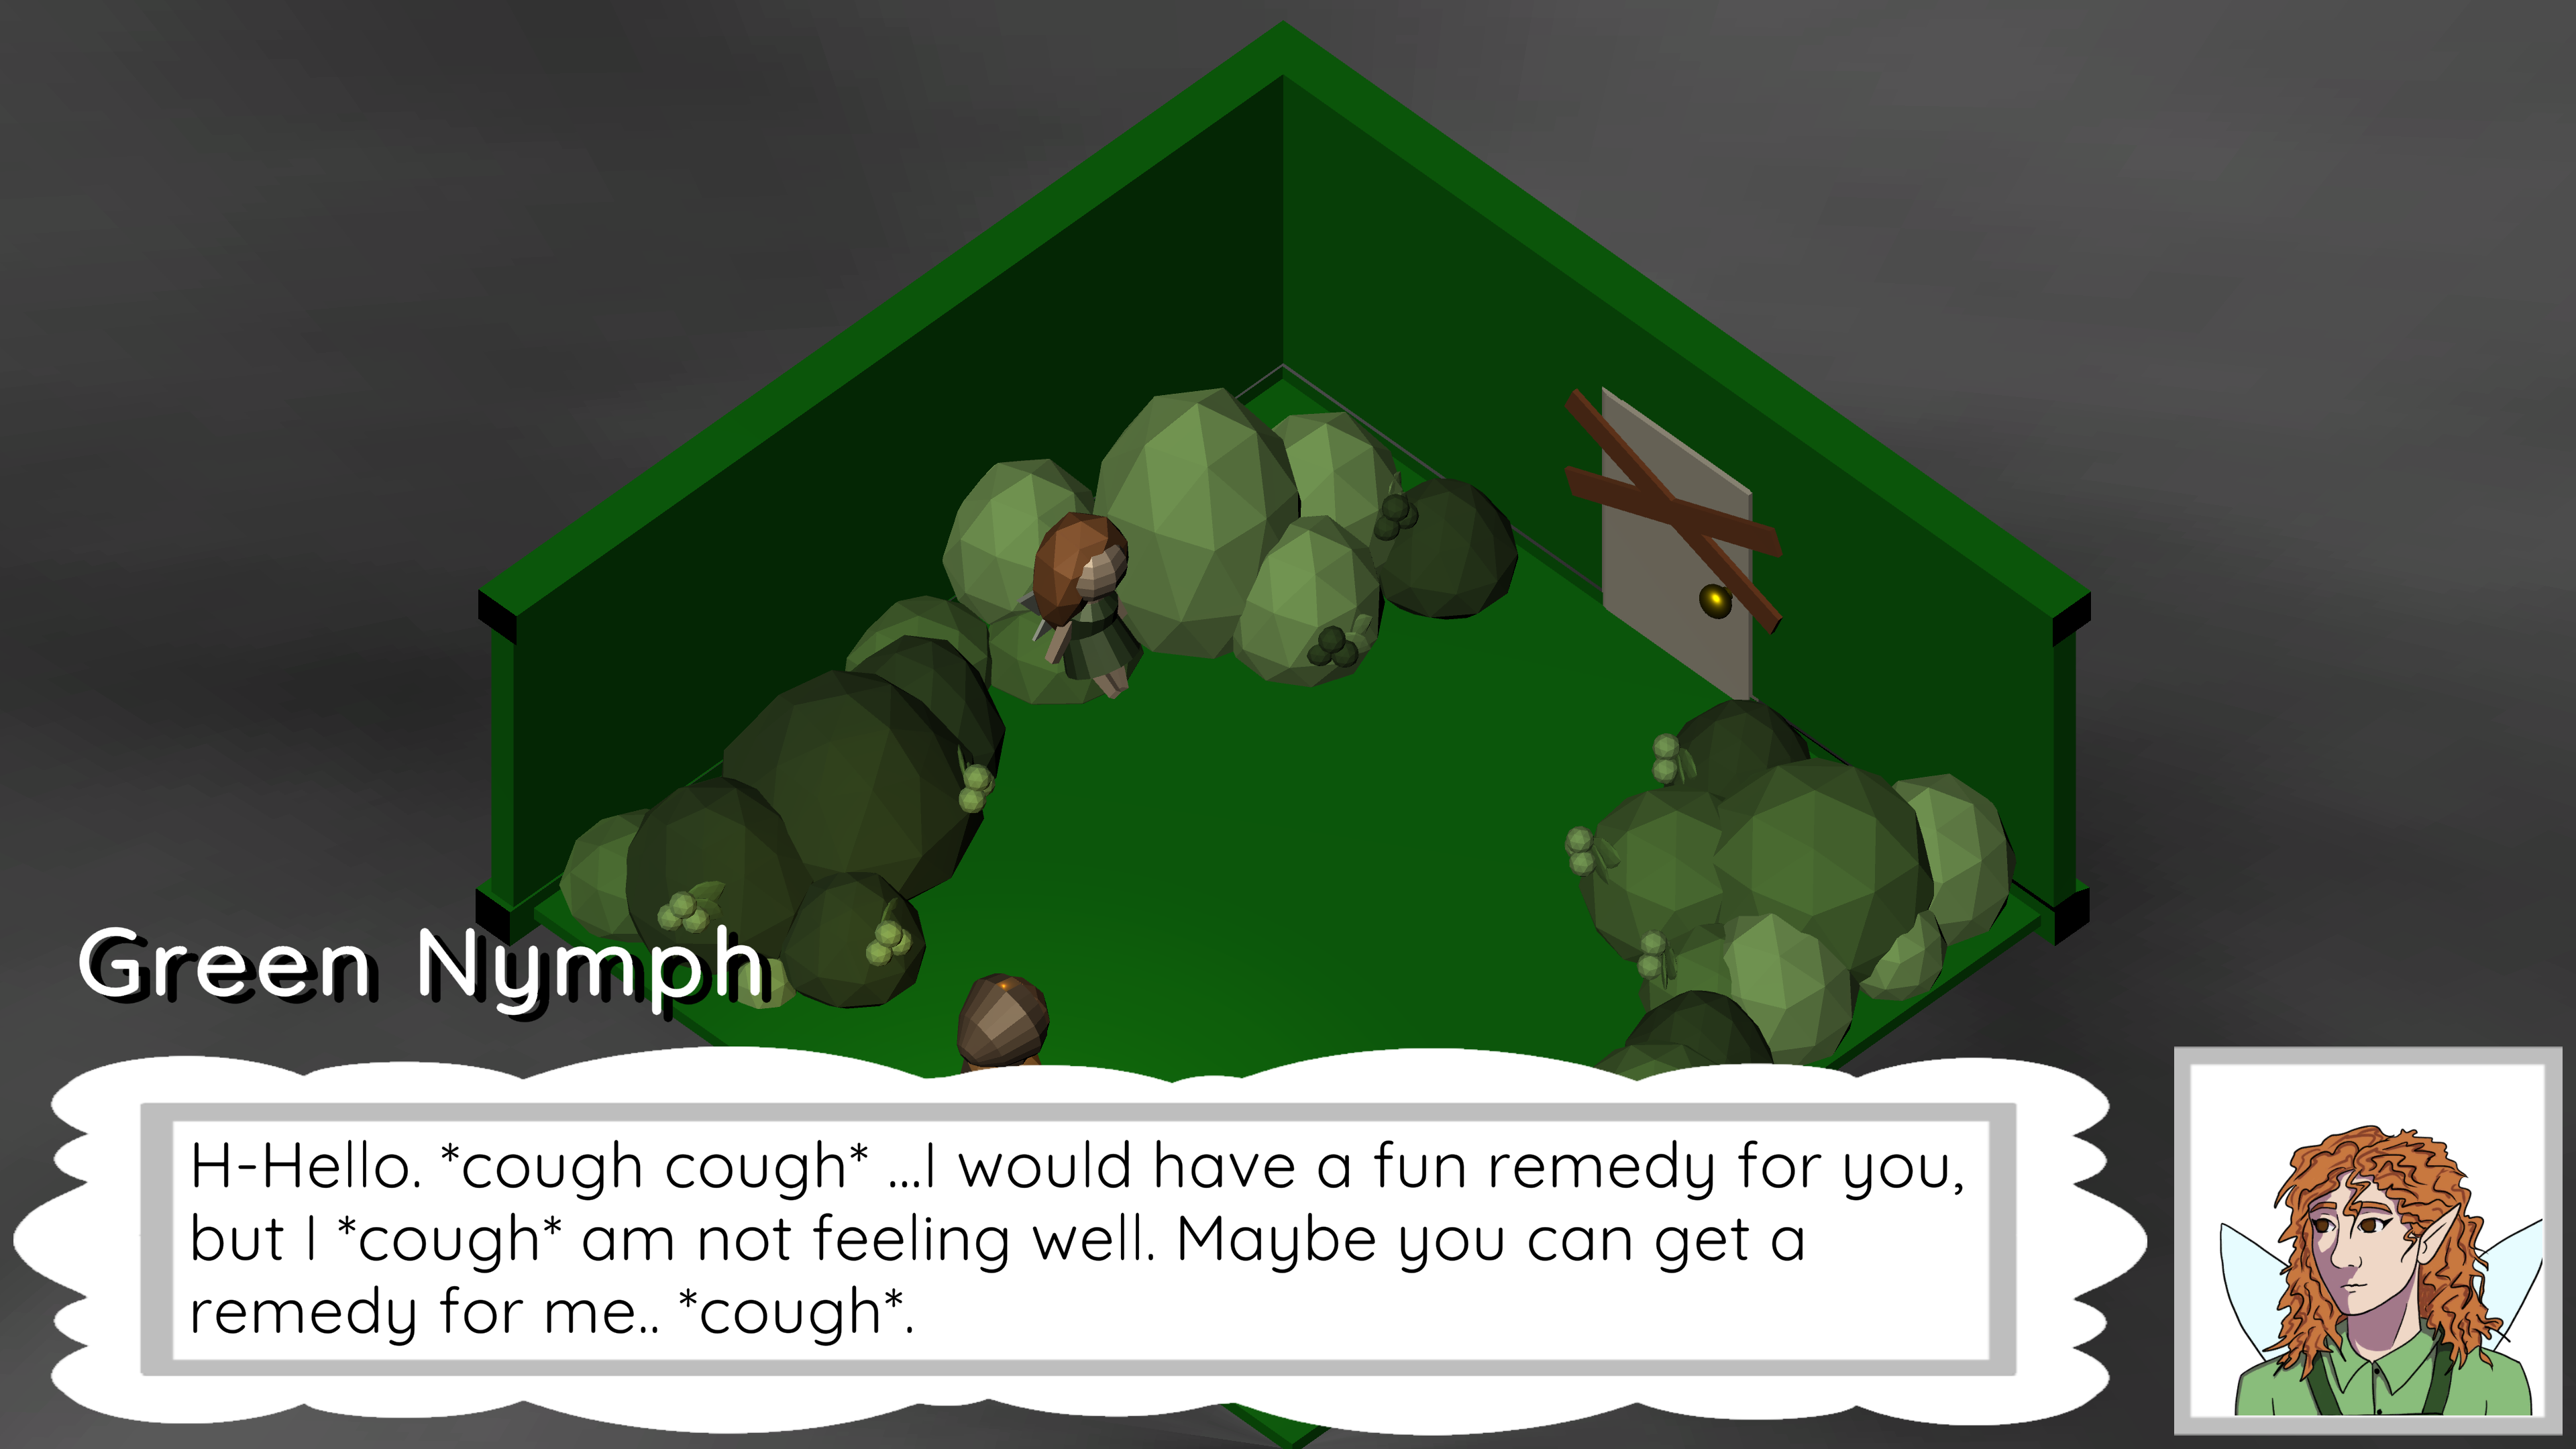 Green Nymph
H-Hello. *cough cough* ...I would have a fun remedy for you,
but I *cough* am not feeling well. Maybe you can get a
remedy for me.. *cough*.